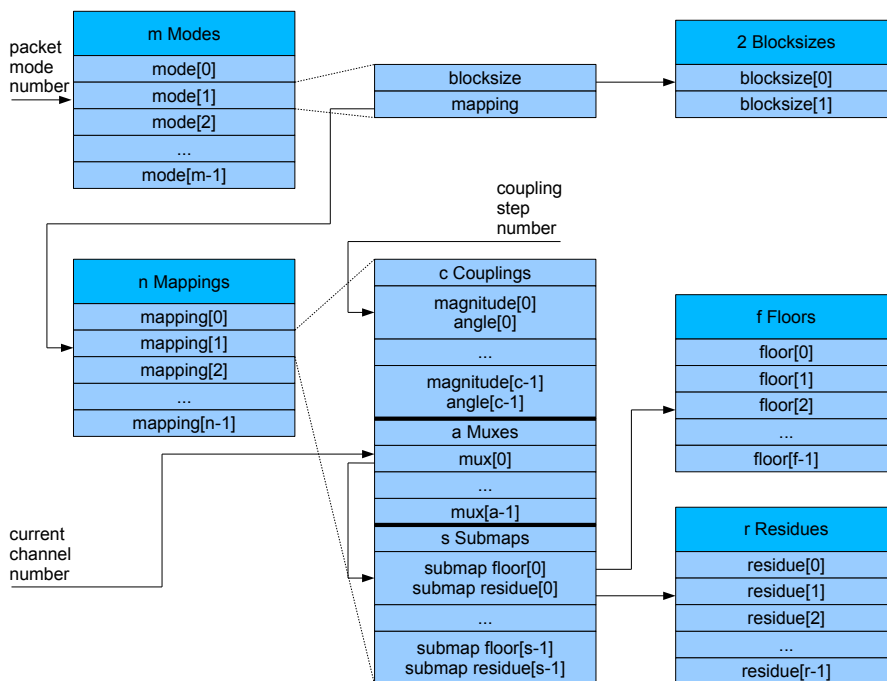 packet
mode
number
m Modes
mode[0]
mode[1]
mode[2]
...
mode[m-1]
blocksize
mapping
2 Blocksizes
blocksize[0]
blocksize[1]
coupling
step
number
n Mappings
mapping[0]
mapping[1]
mapping[2]
...
mapping[n-1]
c Couplings
magnitude[0]
angle[0]
...
magnitude[c-1]
angle[c-1]
a Muxes
mux[0]
...
mux[a-1]
s Submaps
submap floor[0]
submap residue[0]
...
submap floor[s-1]
submap residue[s-1]
f Floors
floor[0]
floor[1]
floor[2]
...
floor[f-1]
current
channel
number
r Residues
residue[0]
residue[1]
residue[2]
...
residue[r-1]